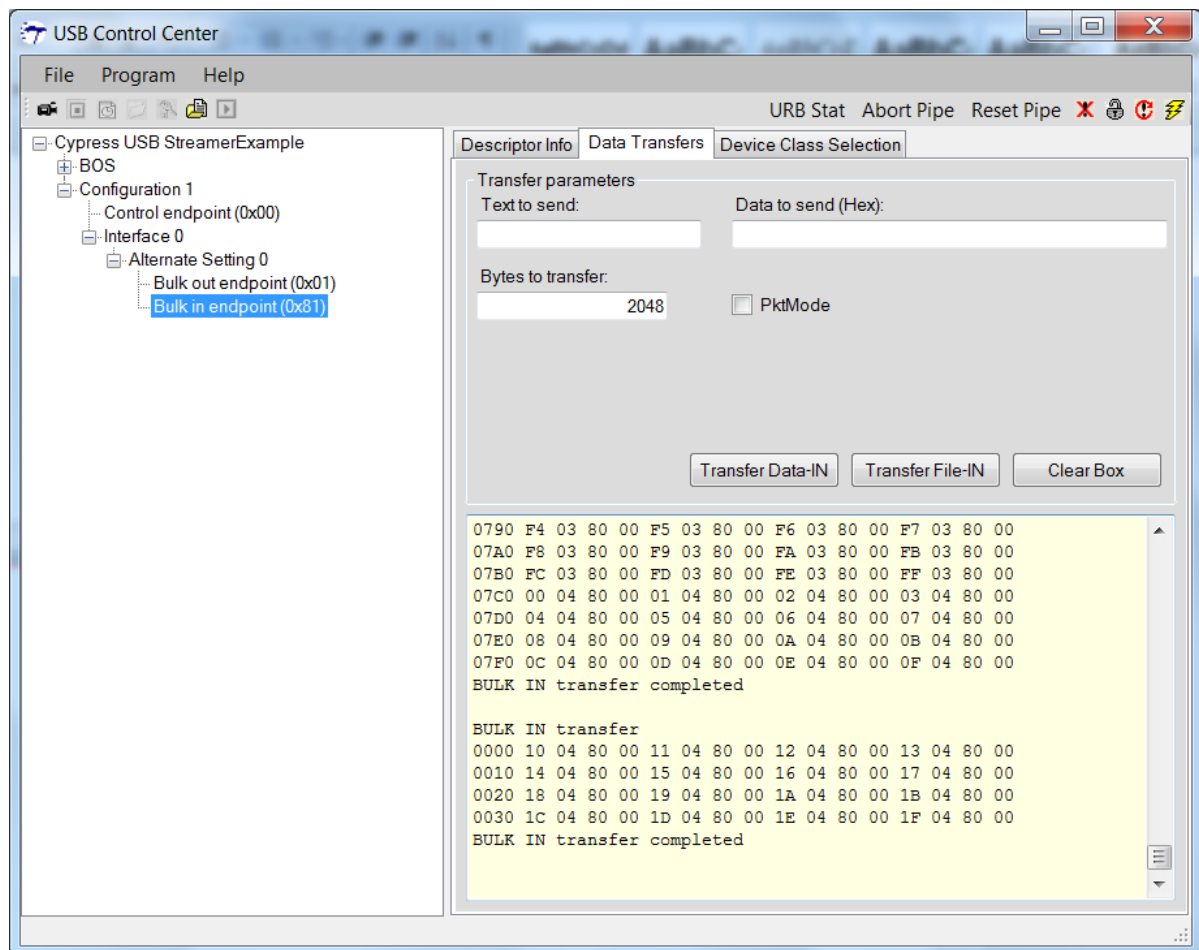 USB Control Center
File Program Help
URB Stat Abort Pipe Reset Pipe
Cypress USB StreamerExample
BOS
Configuration 1
Control endpoint (0x00)
Interface 0
Alternate Setting 0
Bulk out endpoint (0x01)
Bulk in endpoint (0x81)
Descriptor Info Data Transfers Device Class Selection
Transfer parameters
Text to send: Data to send (Hex):
Bytes to transfer:
2048 PktMode
Transfer Data-IN Transfer File-IN Clear Box
0790 F4 03 80 00 F5 03 80 00 F6 03 80 00 F7 03 80 00
07A0 F8 03 80 00 F9 03 80 00 FA 03 80 00 FB 03 80 00
07B0 FC 03 80 00 FD 03 80 00 FE 03 80 00 FF 03 80 00
07C0 00 04 80 00 01 04 80 00 02 04 80 00 03 04 80 00
07D0 04 04 80 00 05 04 80 00 06 04 80 00 07 04 80 00
07E0 08 04 80 00 09 04 80 00 0A 04 80 00 0B 04 80 00
07F0 0C 04 80 00 0D 04 80 00 0E 04 80 00 0F 04 80 00
BULK IN transfer completed
BULK IN transfer
0000 10 04 80 00 11 04 80 00 12 04 80 00 13 04 80 00
0010 14 04 80 00 15 04 80 00 16 04 80 00 17 04 80 00
0020 18 04 80 00 19 04 80 00 1A 04 80 00 1B 04 80 00
0030 1C 04 80 00 1D 04 80 00 1E 04 80 00 1F 04 80 00
BULK IN transfer completed